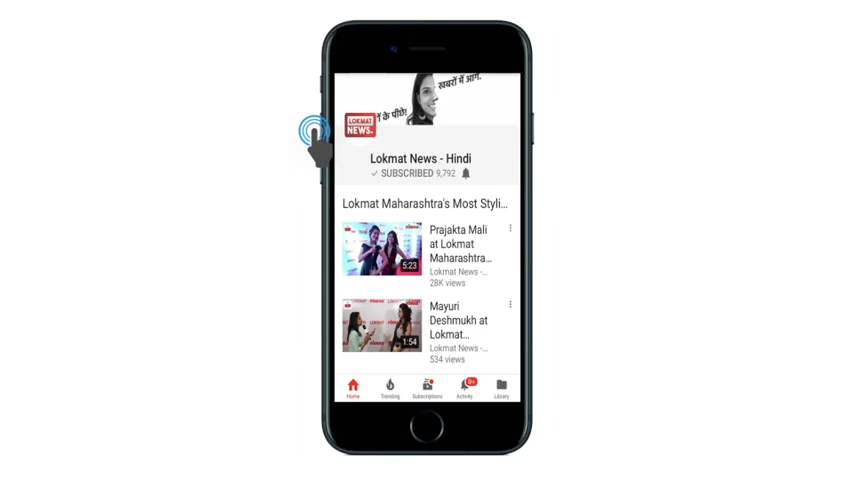 खबरों में आगे.
ों के पीछे!
LOKMAT
NEWS.
Lokmat News - Hindi
SUBSCRIBED 9,792
Lokmat Maharashtra's Most Styli...
Prajakta Mali
at Lokmat
Maharashtra...
Lokmat News -...
28K views
5:23
Mayuri
Deshmukh at
Lokmat...
Lokmat News -...
534 views
1:54
Home
Trending
Subscriptions
9+
Activity
Library